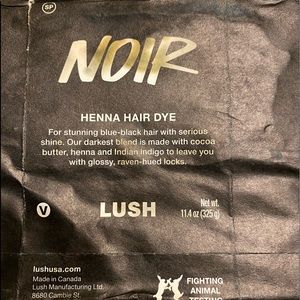 SP
NOIR
HENNA HAIR DYE
For stunning blue-black hair with serious
shine. Our darkest blend is made with cocoa
butter, henna and Indian Indigo to leave you
with glossy, raven-hued locks.
V
LUSH
Net wt.
11.4 oz (325 g)
lushusa.com
Made in Canada
Lush Manufacturing Ltd.
8680 Cambie St.
FIGHTING
ANIMAL
TESTING